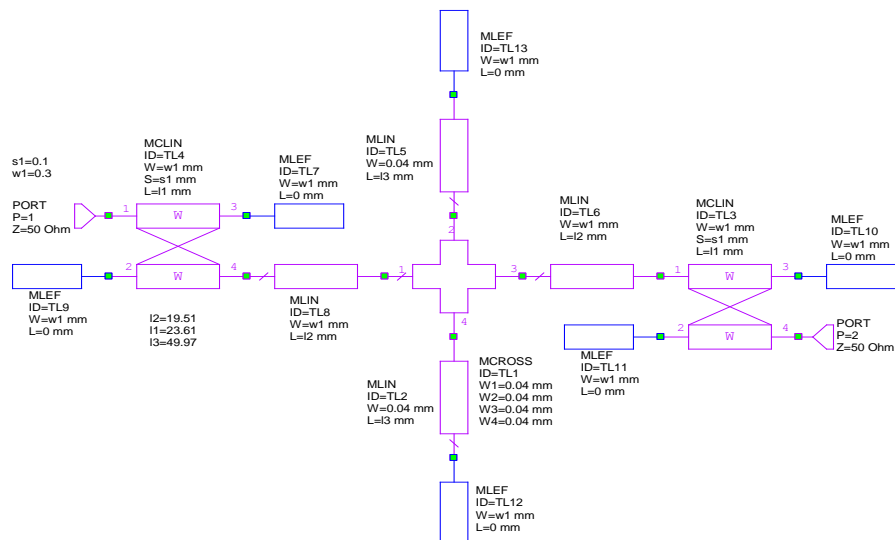 MLEF
ID=TL13
W=w1 mm
L=0 mm
MLIN
ID=TL5
W=0.04 mm
L=l3 mm
s1=0.1
w1=0.3
MCLIN
ID=TL4
W=w1 mm
S=s1 mm
L=l1 mm
MLEF
ID=TL7
W=w1 mm
L=0 mm
PORT
P=1
Z=50 Ohm
1
3
W
2
4
W
MLEF
ID=TL9
W=w1 mm
L=0 mm
l2=19.51
l1=23.61
l3=49.97
MLIN
ID=TL8
W=w1 mm
L=l2 mm
1
2
3
4
MLIN
ID=TL6
W=w1 mm
L=l2 mm
MCLIN
ID=TL3
W=w1 mm
S=s1 mm
L=l1 mm
MLEF
ID=TL10
W=w1 mm
L=0 mm
1
3
W
2
4
W
PORT
P=2
Z=50 Ohm
MLEF
ID=TL11
W=w1 mm
L=0 mm
MCROSS
ID=TL1
W1=0.04 mm
W2=0.04 mm
W3=0.04 mm
W4=0.04 mm
MLIN
ID=TL2
W=0.04 mm
L=l3 mm
MLEF
ID=TL12
W=w1 mm
L=0 mm